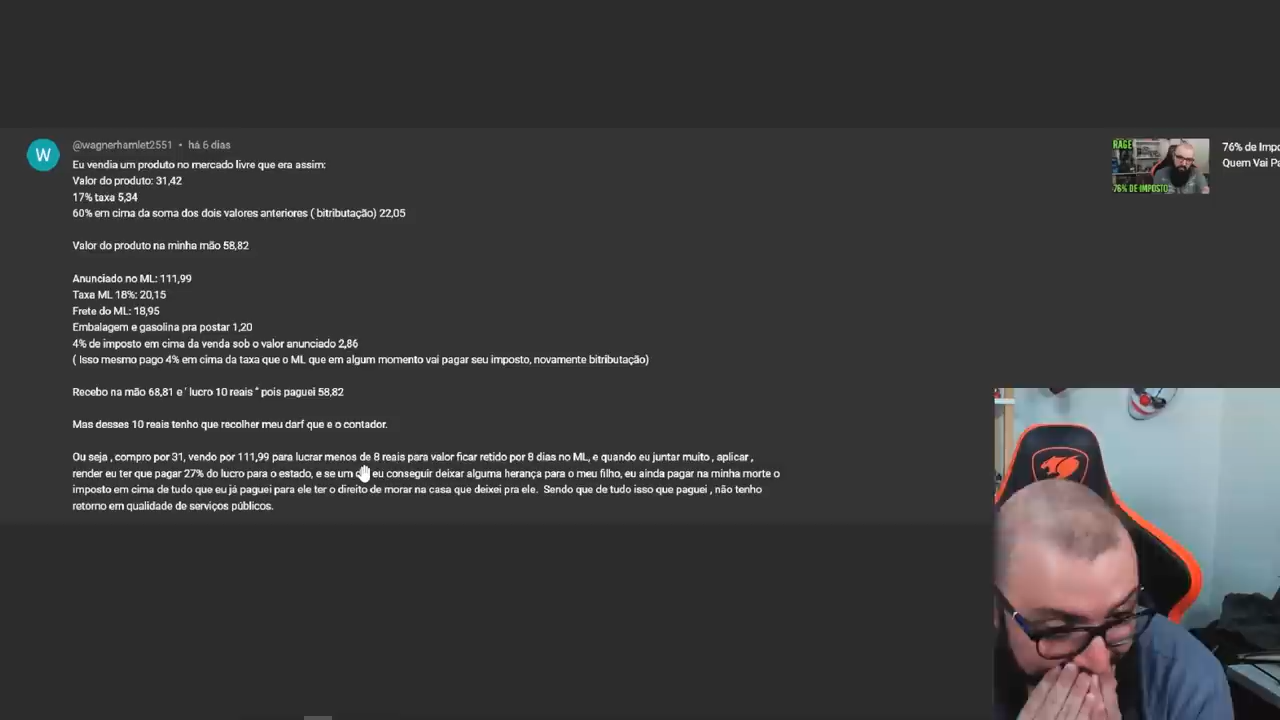 @wagnerhamlet2551 • há 6 dias
Eu vendia um produto no mercado livre que era assim:
Valor do produto: 31,42
17% taxa 5,34
60% em cima da soma dos dois valores anteriores ( bitributação) 22,05
Valor do produto na minha mão 58,82
Anunciado no ML: 111,99
Taxa ML 18%: 20,15
Frete do ML: 18,95
Embalagem e gasolina pra postar 1,20
4% de imposto em cima da venda sob o valor anunciado 2,86
( Isso mesmo pago 4% em cima da taxa que o ML que em algum momento vai pagar seu imposto, novamente bitributação)
Recebo na mão 68,81 e ' lucro 10 reais " pois paguei 58,82
Mas desses 10 reais tenho que recolher meu darf que e o contador.
Ou seja , compro por 31, vendo por 111,99 para lucrar menos de 8 reais para valor ficar retido por 8 dias no ML, e quando eu juntar muito , aplicar ,
render eu ter que pagar 27% do lucro para o estado, e se um eu conseguir deixar alguma herança para o meu filho, eu ainda pagar na minha morte o
imposto em cima de tudo que eu já paguei para ele ter o direito de morar na casa que deixei pra ele. Sendo que de tudo isso que paguei , não tenho
retorno em qualidade de serviços públicos.
W
RAGE
76% DE IMPOSTO
76% de Impo
Quem Vai Pa